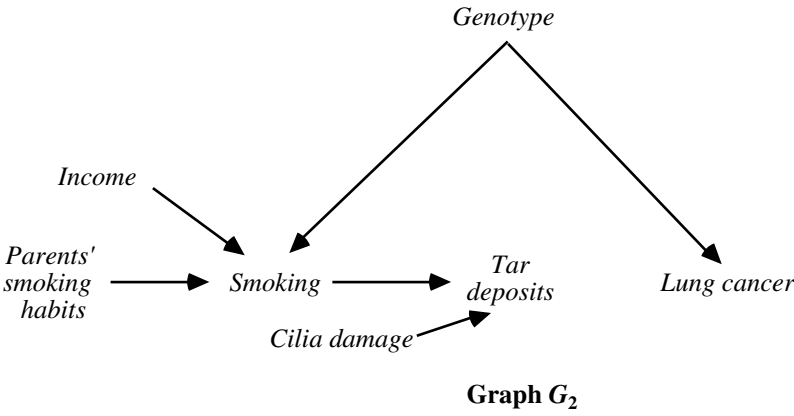 Genotype
Income
Parents'
smoking
habits
Smoking
Tar
deposits
Lung cancer
Cilia damage
Graph G2